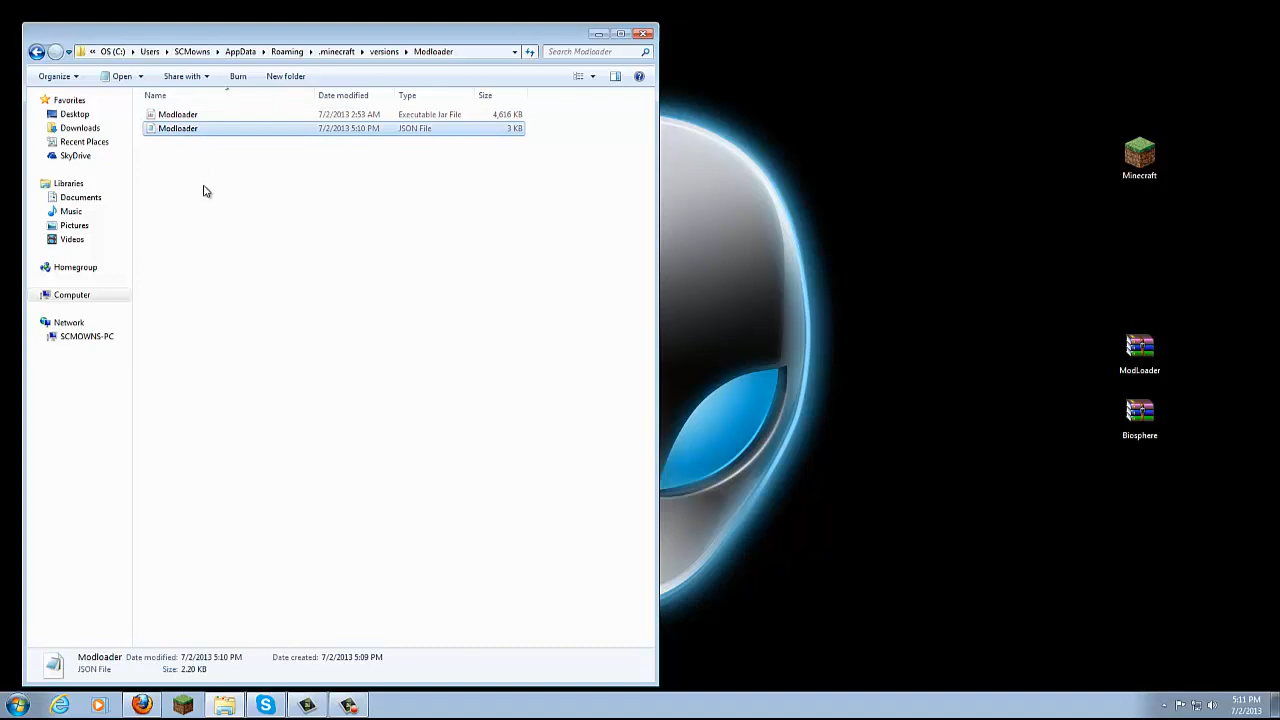 « OS (C:) ▸ Users ▸ SCMowns ▸ AppData ▸ Roaming ▸ .minecraft ▸ versions ▸ Modloader
Search Modloader
Organize Open Share with Burn New folder
Name Date modified Type Size
Modloader 7/2/2013 2:53 AM Executable Jar File 4,616 KB
Modloader 7/2/2013 5:10 PM JSON File 3 KB
Favorites
Desktop
Downloads
Recent Places
SkyDrive
Libraries
Documents
Music
Pictures
Videos
Homegroup
Computer
Network
SCMOWNS-PC
Modloader Date modified: 7/2/2013 5:10 PM Date created: 7/2/2013 5:09 PM
JSON File Size: 2.20 KB
Minecraft
ModLoader
Biosphere
5:11 PM
7/2/2013